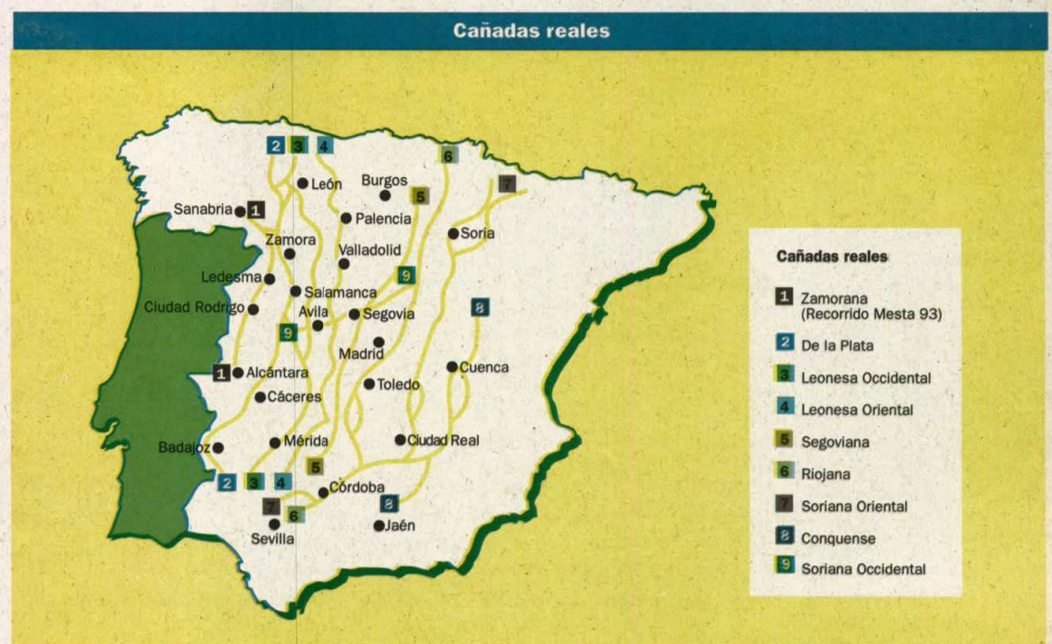 Cañadas reales
2 3 4
6
7
León
Burgos
5
Sanabria 1
Palencia
Soria
Zamora
Valladolid
9
Ledesma
Salamanca
8
Ciudad Rodrigo
Avila
Segovia
9
Madrid
1 Alcántara
Cuenca
Toledo
Cáceres
Ciudad Real
Badajoz
Mérida
5
2 3 4
Córdoba
7
6
8
Sevilla
Jaén
Cañadas reales
1 Zamorana
(Recorrido Mesta 93)
2 De la Plata
3 Leonesa Occidental
4 Leonesa Oriental
5 Segoviana
6 Riojana
7 Soriana Oriental
8 Conquense
9 Soriana Occidental